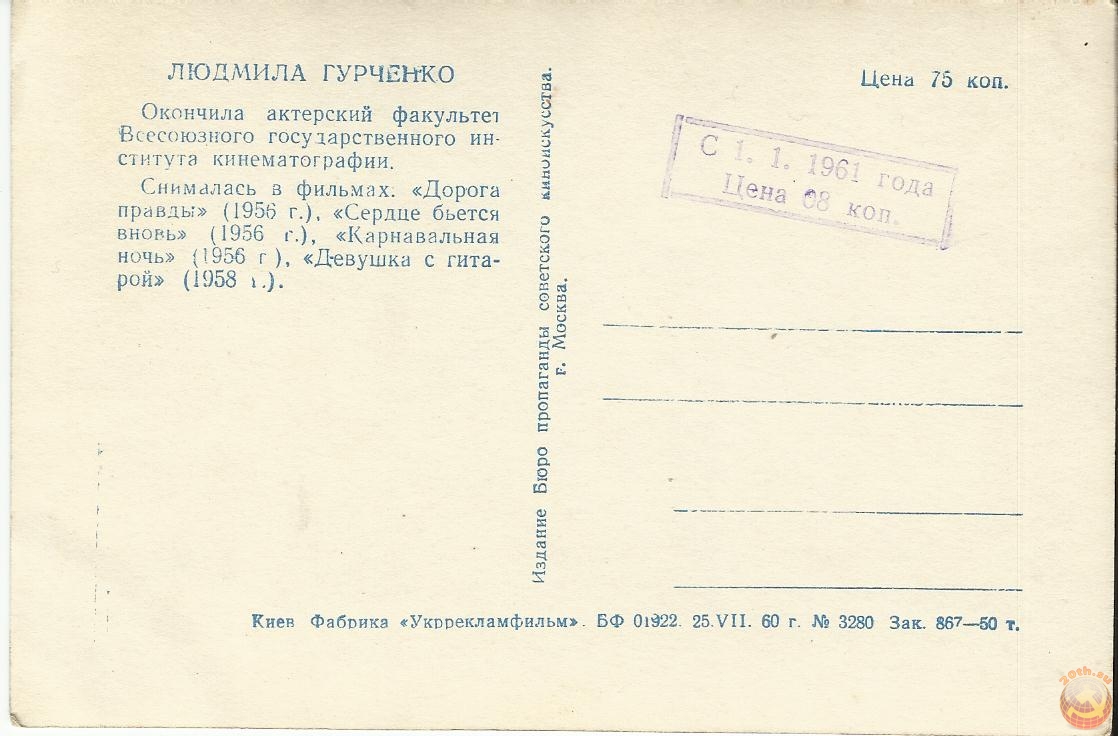 ЛЮДМИЛА ГУРЧЕНКО
Окончила актерский факультет
Всесоюзного государственного ин-
ститута кинематографии.
Снималась в фильмах: «Дорога
правды» (1956 г.), «Сердце бьется
вновь» (1956 г.), «Карнавальная
ночь» (1956 г), «Девушка с гита-
рой» (1958 г.).
Издание Бюро пропаганды советского киноискусства.
г. Москва.
Цена 75 коп.
С 1. 1. 1961 года
Цена 08 коп.
Киев Фабрика «Укррекламфильм». БФ 01922. 25.VII. 60 г. № 3280 Зак. 867—50 т.
20th.su